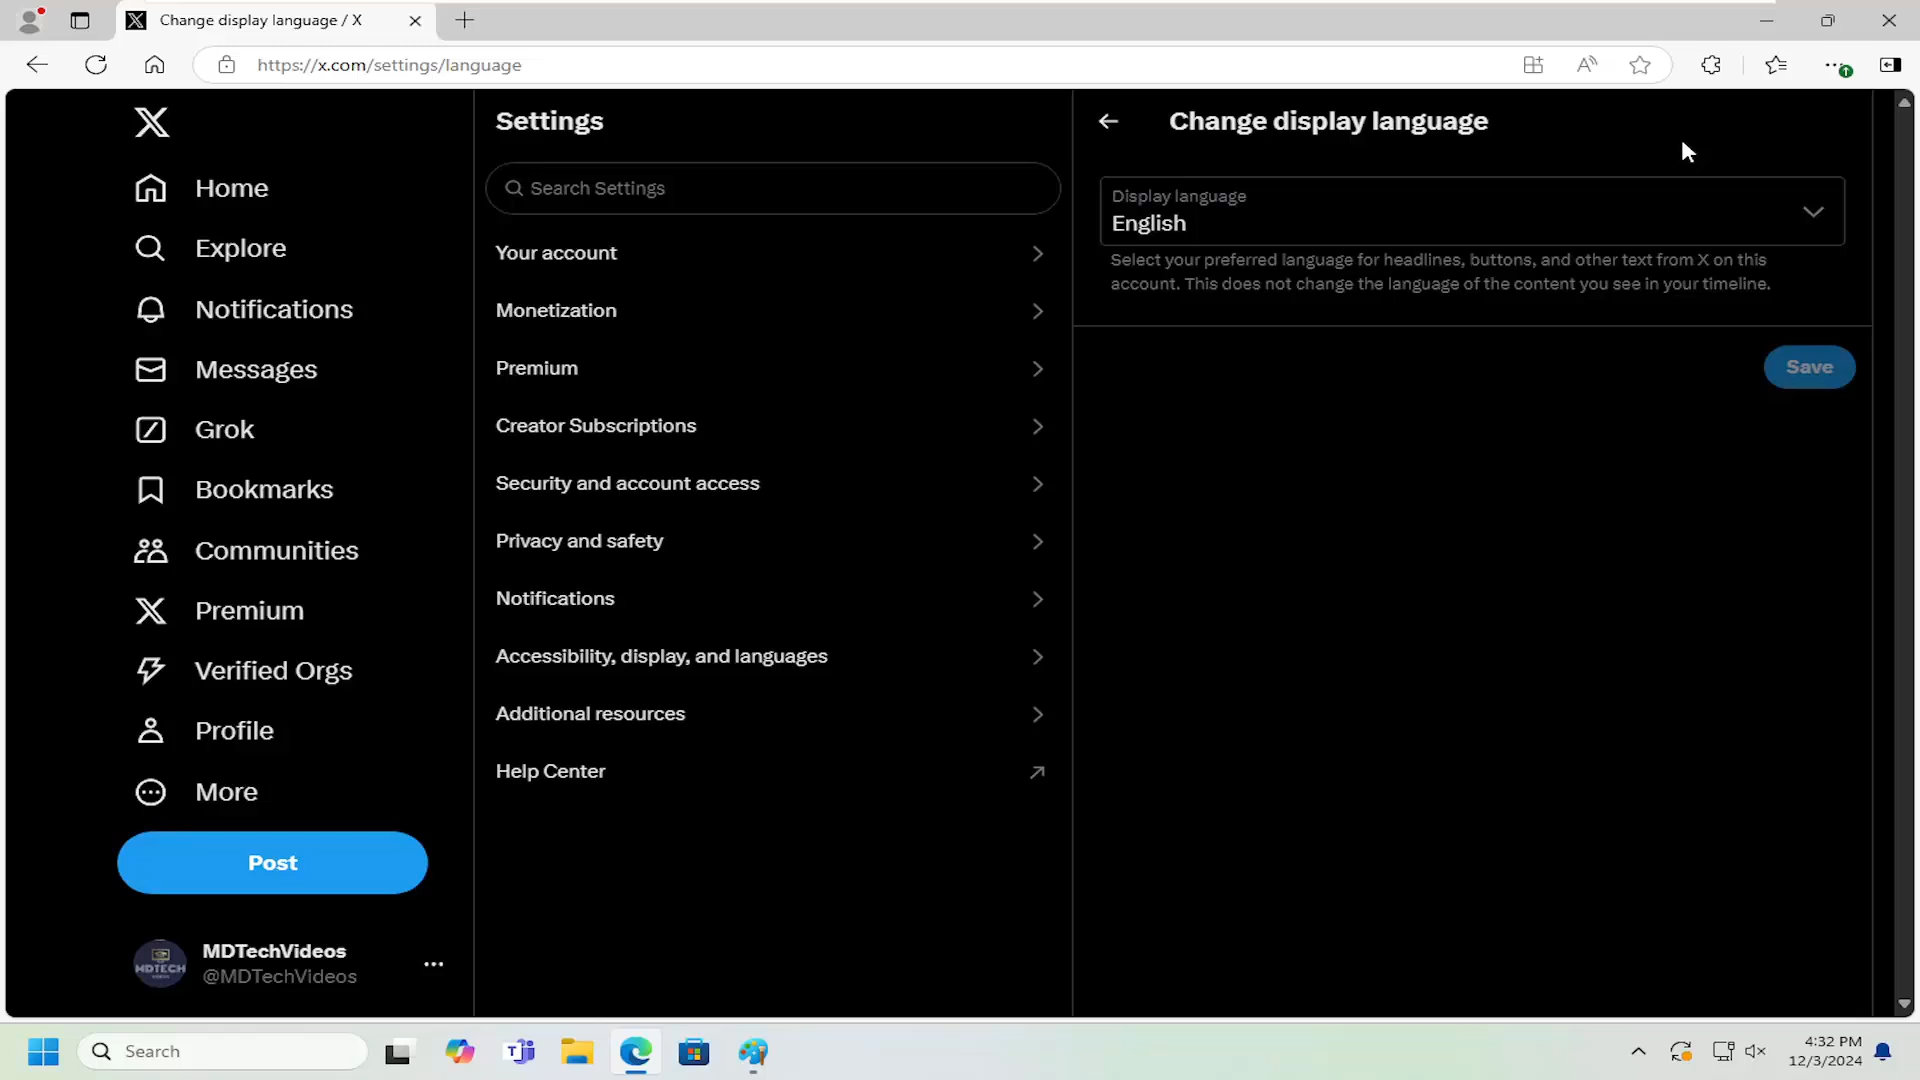 Change display language / X
https://x.com/settings/language
Home
Explore
Notifications
Messages
Grok
Bookmarks
Communities
Premium
Verified Orgs
Profile
More
Post
MDTechVideos
@MDTechVideos
Settings
Search Settings
Your account
Monetization
Premium
Creator Subscriptions
Security and account access
Privacy and safety
Notifications
Accessibility, display, and languages
Additional resources
Help Center
Change display language
Display language
English
Select your preferred language for headlines, buttons, and other text from X on this
account. This does not change the language of the content you see in your timeline.
Save
MDTECH
Search
4:32 PM
12/3/2024